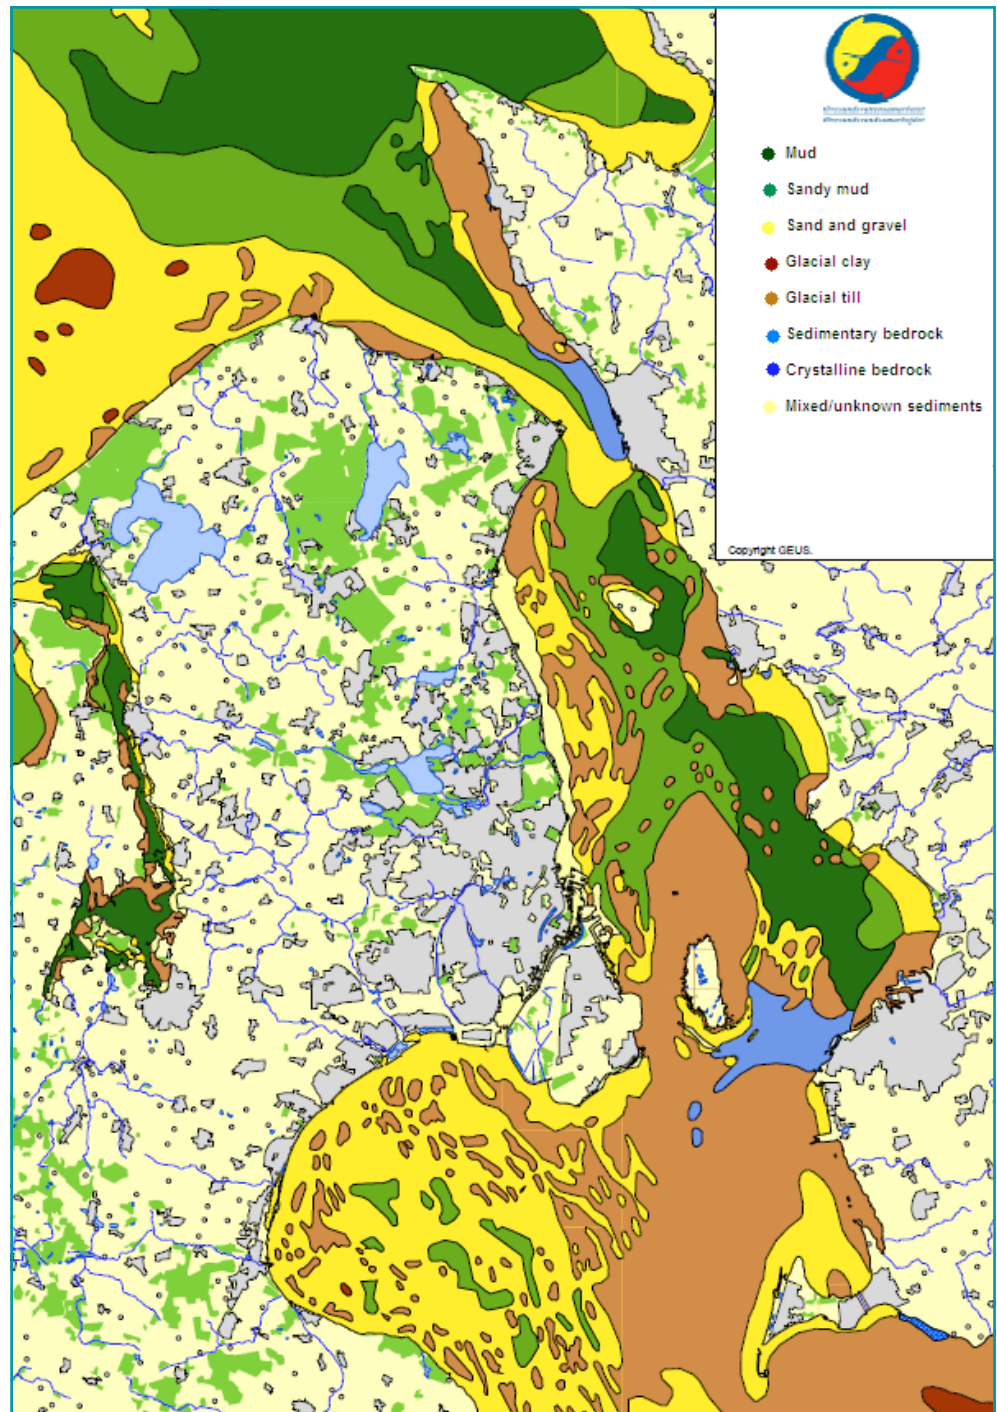 Mud
Sandy mud
Sand and gravel
Glacial clay
Glacial till
Sedimentary bedrock
Crystalline bedrock
Mixed/unknown sediments
Copyright GEUS.